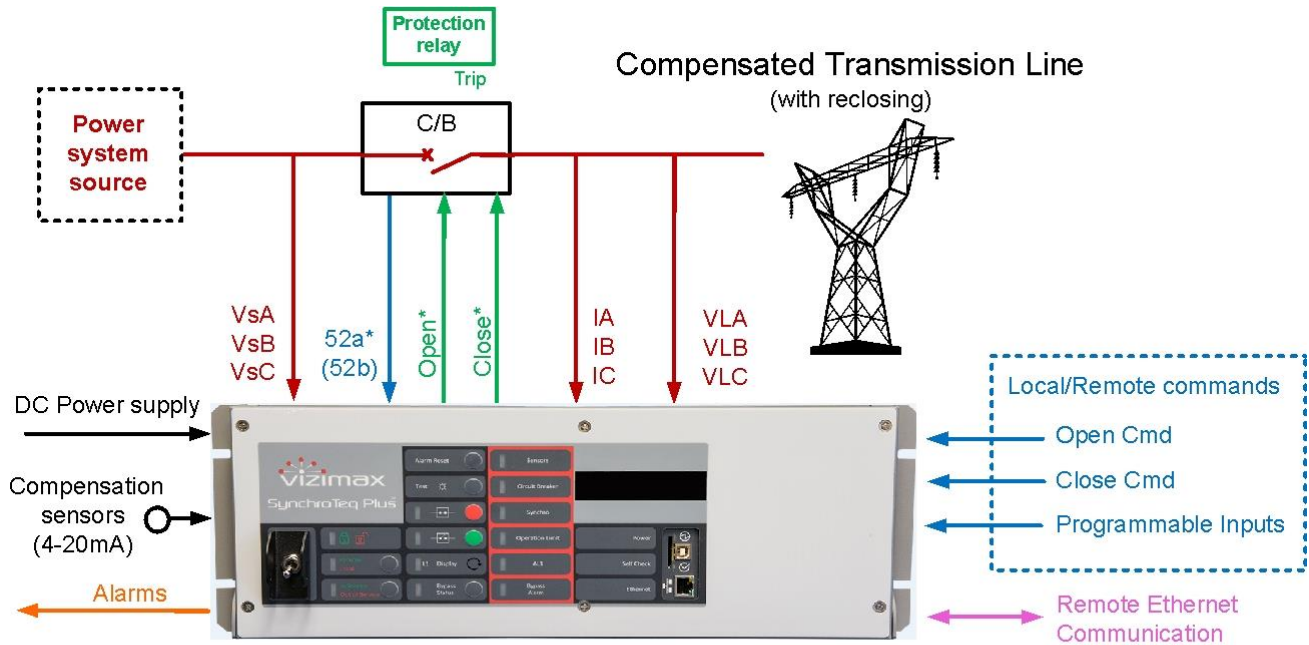 Protection
relay
Trip
Compensated Transmission Line
(with reclosing)
Power
system
source
C/B
VsA
VsB
VsC
52a*
(52b)
Open*
Close*
IA
IB
IC
VLA
VLB
VLC
DC Power supply
Compensation
sensors
(4-20mA)
Alarms
Local/Remote commands
Open Cmd
Close Cmd
Programmable Inputs
Remote Ethernet
Communication
vizimax
SynchroTeq Plus
Alarm Reset
Sensors
Test
Circuit Breaker
Synchro
Operation Limit
Power
Display
Self Check
Bypass
Status
Bypass
Alarm
Ethernet